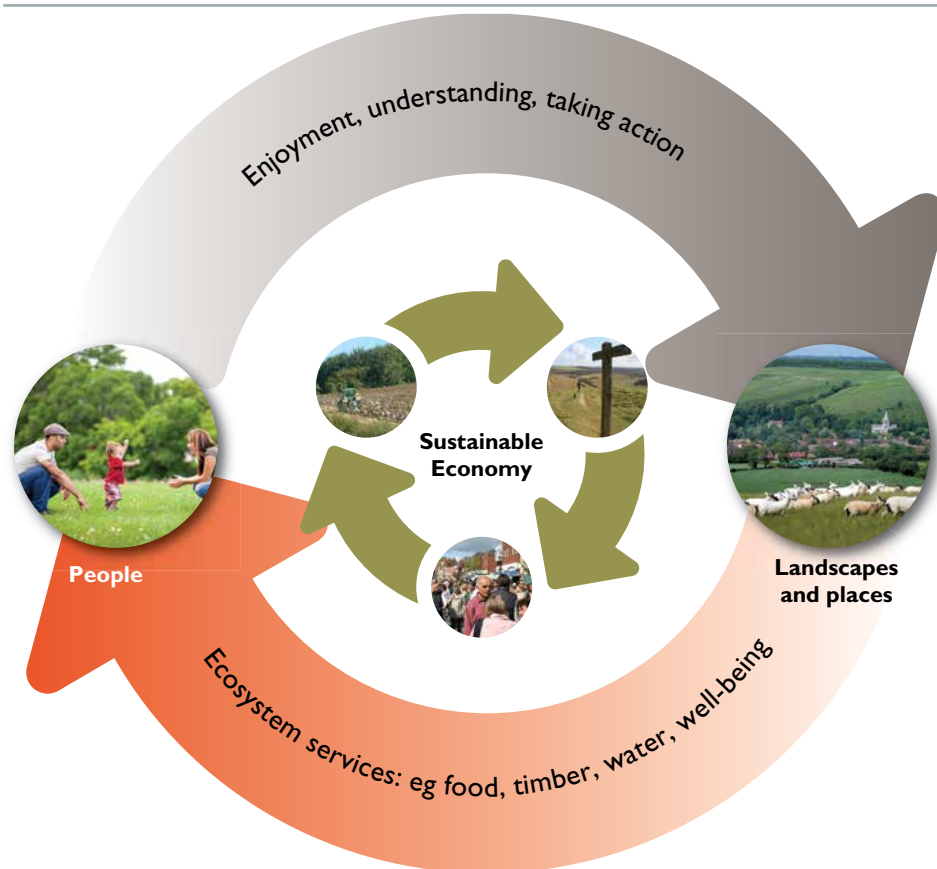 Enjoyment, understanding, taking action
Sustainable
Economy
People
Landscapes
and places
Ecosystem services: eg food, timber, water, well-being